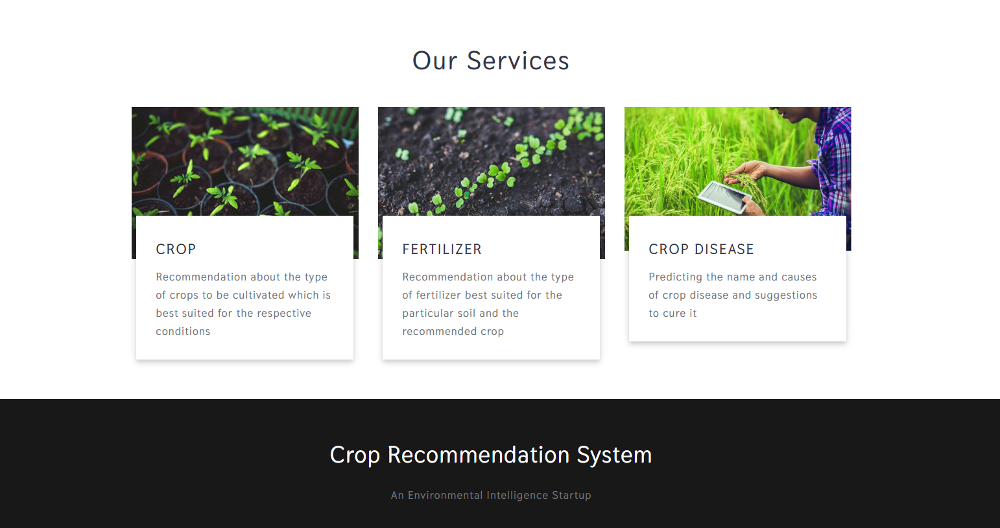 Our Services
CROP
Recommendation about the type
of crops to be cultivated which is
best suited for the respective
conditions
FERTILIZER
Recommendation about the type
of fertilizer best suited for the
particular soil and the
recommended crop
CROP DISEASE
Predicting the name and causes
of crop disease and suggestions
to cure it
Crop Recommendation System
An Environmental Intelligence Startup